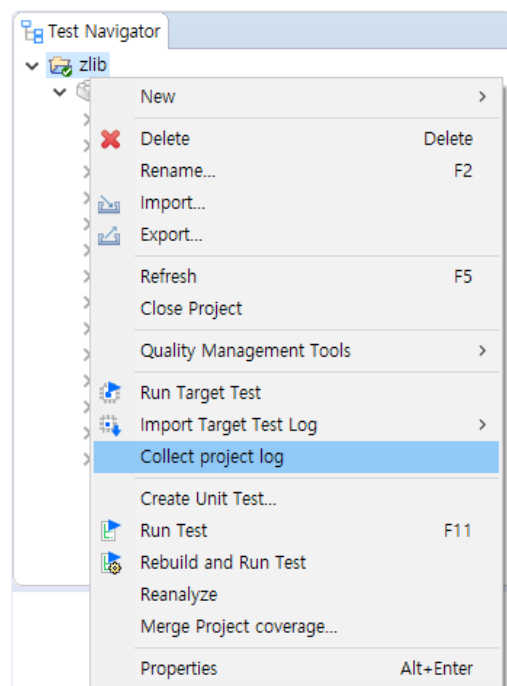 Test Navigator
zlib
New
Delete Delete
Rename... F2
Import...
Export...
Refresh F5
Close Project
Quality Management Tools
Run Target Test
Import Target Test Log
Collect project log
Create Unit Test...
Run Test F11
Rebuild and Run Test
Reanalyze
Merge Project coverage...
Properties Alt+Enter